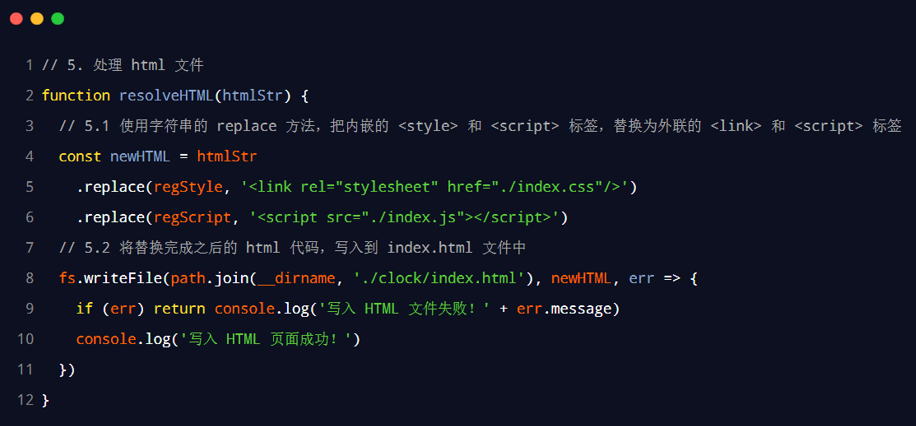 1 // 5. 处理 html 文件
2 function resolveHTML(htmlStr) {
3   // 5.1 使用字符串的 replace 方法，把内嵌的 <style> 和 <script> 标签，替换为外联的 <link> 和 <script> 标签
4   const newHTML = htmlStr
5     .replace(regStyle, '<link rel="stylesheet" href="./index.css"/>')
6     .replace(regScript, '<script src="./index.js"></script>')
7   // 5.2 将替换完成之后的 html 代码，写入到 index.html 文件中
8   fs.writeFile(path.join(__dirname, './clock/index.html'), newHTML, err => {
9     if (err) return console.log('写入 HTML 文件失败！' + err.message)
10     console.log('写入 HTML 页面成功！')
11   })
12 }